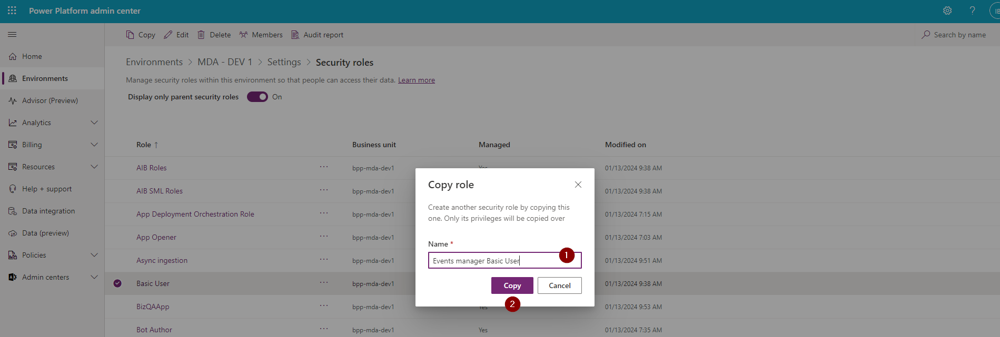 Power Platform admin center
IB
Copy Edit Delete Members Audit report
Search by name
Home
Environments
Advisor (Preview)
Analytics
Billing
Resources
Help + support
Data integration
Data (preview)
Policies
Admin centers
Environments > MDA - DEV 1 > Settings > Security roles
Manage security roles within this environment so that people can access their data. Learn more
Display only parent security roles On
Role ↑ Business unit Managed Modified on
AIB Roles ... bpp-mda-dev1 Yes 01/13/2024 9:38 AM
AIB SML Roles ... bpp-mda-dev1 01/13/2024 9:38 AM
App Deployment Orchestration Role ... bpp-mda-dev1 01/13/2024 7:15 AM
App Opener ... bpp-mda-dev1 01/13/2024 7:03 AM
Async ingestion ... bpp-mda-dev1 01/13/2024 9:51 AM
Basic User ... bpp-mda-dev1 01/13/2024 9:38 AM
BizQAApp ... bpp-mda-dev1 Yes 01/13/2024 9:53 AM
Bot Author ... bpp-mda-dev1 Yes 01/13/2024 7:35 AM
Copy role
Create another security role by copying this
one. Only its privileges will be copied over
Name *
Events manager Basic User
1
Copy Cancel
2